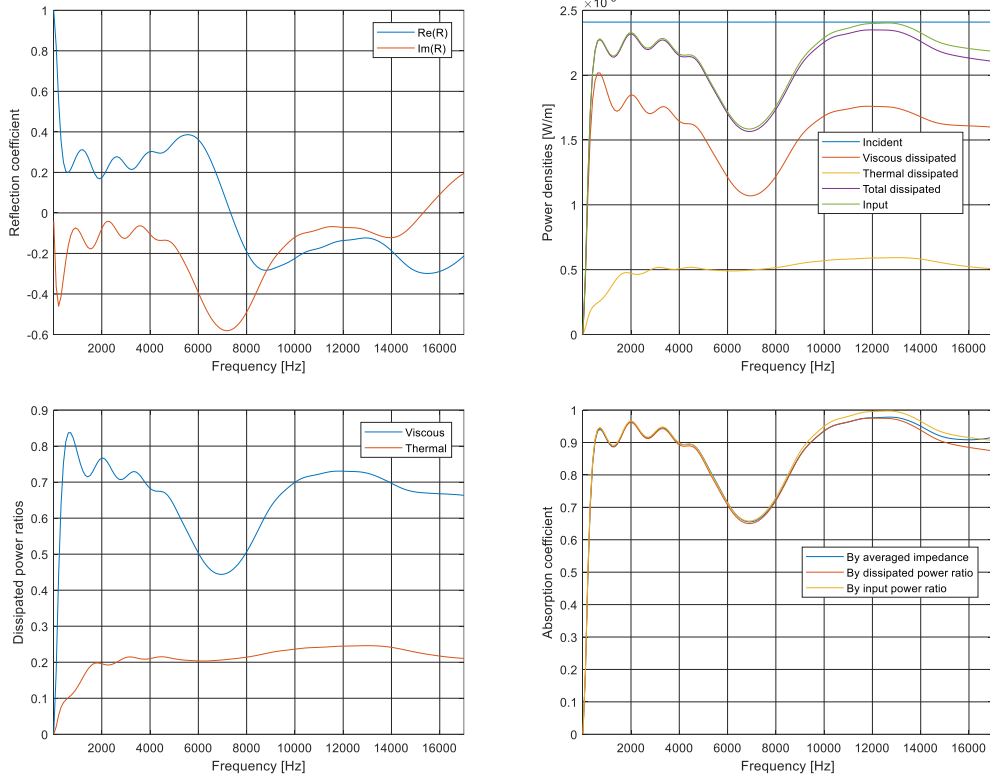 1
0.8
0.6
0.4
0.2
0
-0.2
-0.4
-0.6
Reflection coefficient
Re(R)
Im(R)
2000 4000 6000 8000 10000 12000 14000 16000
Frequency [Hz]
2.5
2
1.5
1
0.5
0
Power densities [W/m]
Incident
Viscous dissipated
Thermal dissipated
Total dissipated
Input
2000 4000 6000 8000 10000 12000 14000 16000
Frequency [Hz]
0.9
0.8
0.7
0.6
0.5
0.4
0.3
0.2
0.1
0
Dissipated power ratios
Viscous
Thermal
2000 4000 6000 8000 10000 12000 14000 16000
Frequency [Hz]
1
0.9
0.8
0.7
0.6
0.5
0.4
0.3
0.2
0.1
0
Absorption coefficient
By averaged impedance
By dissipated power ratio
By input power ratio
2000 4000 6000 8000 10000 12000 14000 16000
Frequency [Hz]